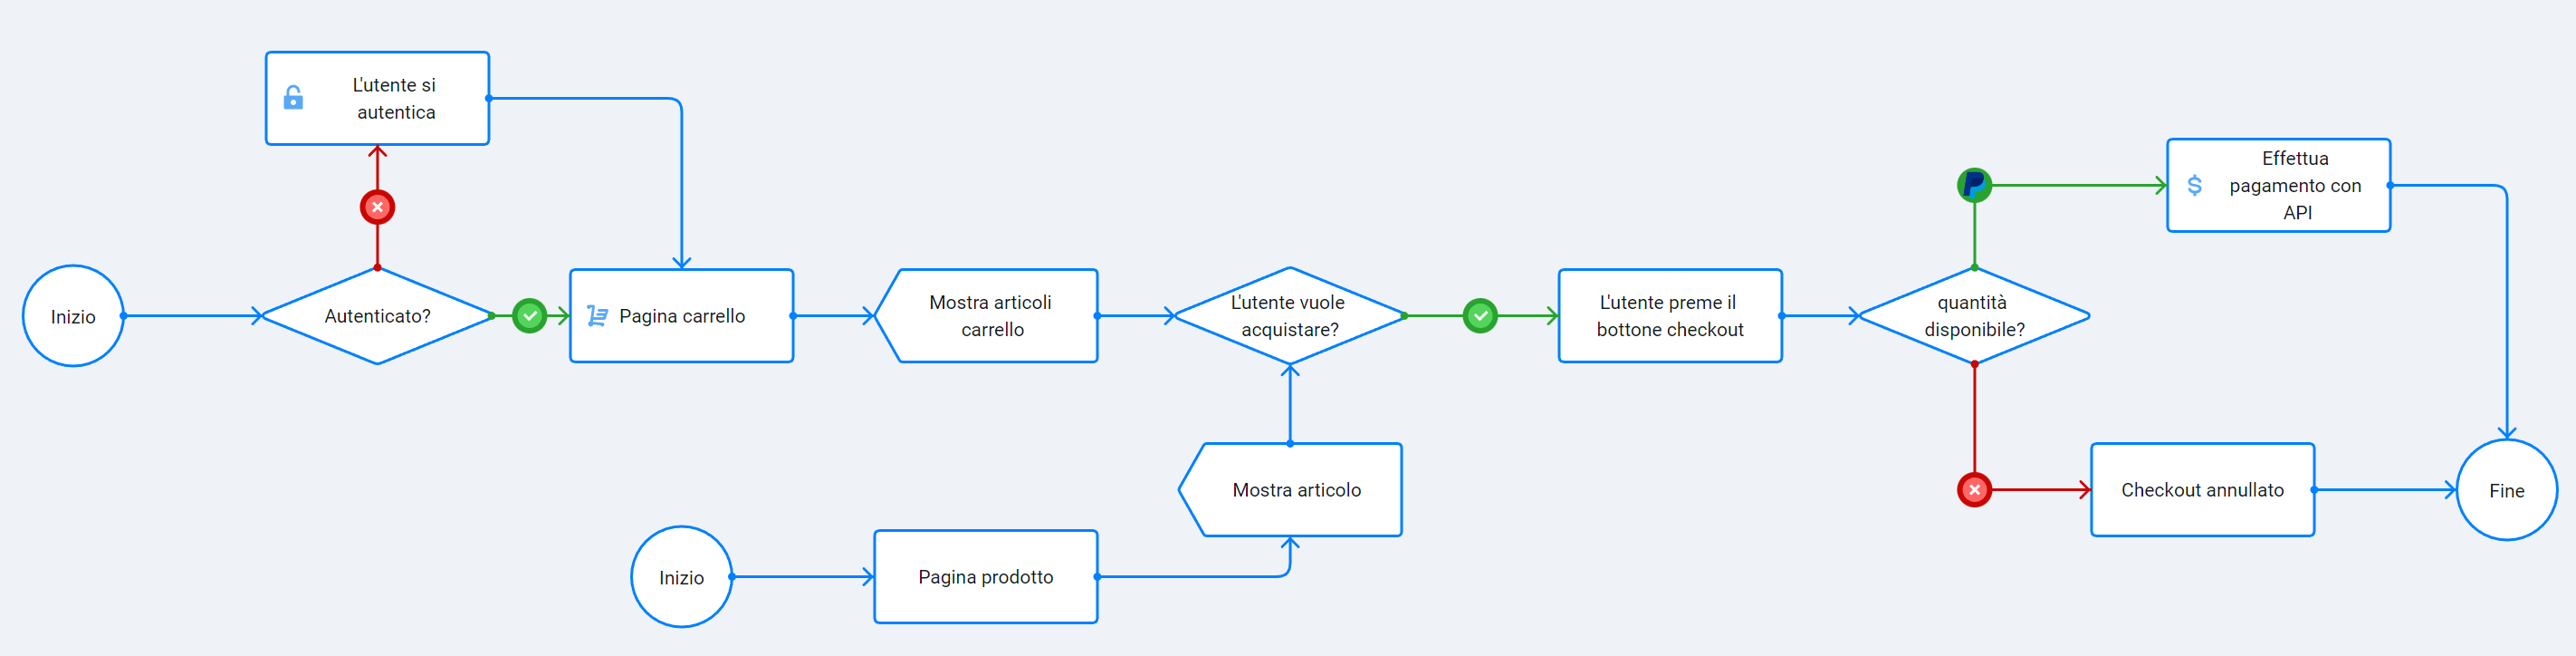 L'utente si
autentica
Inizio
Autenticato?
Pagina carrello
Mostra articoli
carrello
L'utente vuole
acquistare?
L'utente preme il
bottone checkout
quantità
disponibile?
Effettua
pagamento con
API
Inizio
Pagina prodotto
Mostra articolo
Checkout annullato
Fine